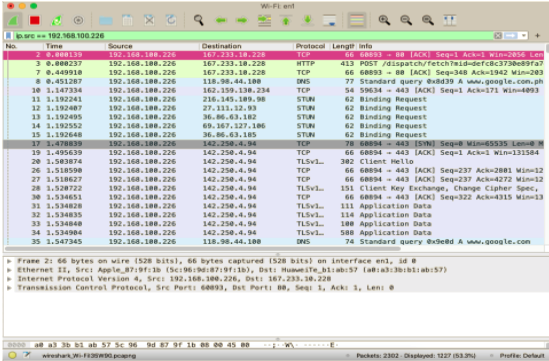 Wi-Fi: en1
ip.src == 192.168.100.226
No. Time Source Destination Protocol Length Info
2 0.000139 192.168.100.226 167.233.10.228 TCP 66 60893 → 80 [ACK] Seq=1 Ack=1 Win=2056 Len
3 0.000237 192.168.100.226 167.233.10.228 HTTP 413 POST /dispatch/fetch?mid=defc8c3730e89fa7
7 0.449910 192.168.100.226 167.233.10.228 TCP 66 60893 → 80 [ACK] Seq=348 Ack=1942 Win=203
8 0.451287 192.168.100.226 118.98.44.100 DNS 77 Standard query 0x8d39 A www.google.com.ph
10 1.147334 192.168.100.226 162.159.130.234 TCP 54 59634 → 443 [ACK] Seq=1 Ack=171 Win=4093
11 1.192241 192.168.100.226 216.145.109.98 STUN 62 Binding Request
12 1.192407 192.168.100.226 27.111.12.93 STUN 62 Binding Request
13 1.192495 192.168.100.226 36.86.63.182 STUN 62 Binding Request
14 1.192552 192.168.100.226 69.167.127.106 STUN 62 Binding Request
15 1.192648 192.168.100.226 36.86.63.185 STUN 62 Binding Request
17 1.478839 192.168.100.226 142.250.4.94 TCP 78 60894 → 443 [SYN] Seq=0 Win=65535 Len=0 M
19 1.495639 192.168.100.226 142.250.4.94 TCP 66 60894 → 443 [ACK] Seq=1 Ack=1 Win=131584
20 1.503874 192.168.100.226 142.250.4.94 TLSv1… 302 Client Hello
26 1.518590 192.168.100.226 142.250.4.94 TCP 66 60894 → 443 [ACK] Seq=237 Ack=2801 Win=12
27 1.518627 192.168.100.226 142.250.4.94 TCP 66 60894 → 443 [ACK] Seq=237 Ack=4272 Win=12
28 1.520722 192.168.100.226 142.250.4.94 TLSv1… 151 Client Key Exchange, Change Cipher Spec,
30 1.534651 192.168.100.226 142.250.4.94 TCP 66 60894 → 443 [ACK] Seq=322 Ack=4315 Win=13
31 1.534828 192.168.100.226 142.250.4.94 TLSv1… 111 Application Data
32 1.534835 192.168.100.226 142.250.4.94 TLSv1… 114 Application Data
33 1.534840 192.168.100.226 142.250.4.94 TLSv1… 108 Application Data
34 1.534908 192.168.100.226 142.250.4.94 TLSv1… 588 Application Data
35 1.547345 192.168.100.226 118.98.44.100 DNS 74 Standard query 0x9e0d A www.google.com
Frame 2: 66 bytes on wire (528 bits), 66 bytes captured (528 bits) on interface en1, id 0
Ethernet II, Src: Apple_87:9f:1b (5c:96:9d:87:9f:1b), Dst: HuaweiTe_b1:ab:57 (a0:a3:3b:b1:ab:57)
Internet Protocol Version 4, Src: 192.168.100.226, Dst: 167.233.10.228
Transmission Control Protocol, Src Port: 60893, Dst Port: 80, Seq: 1, Ack: 1, Len: 0
0000 a0 a3 3b b1 ab 57 5c 96 9d 87 9f 1b 08 00 45 00 ··;··W\· ······E·
wireshark_Wi-Fi35W90.pcapng Packets: 2302 · Displayed: 1227 (53.3%) Profile: Default